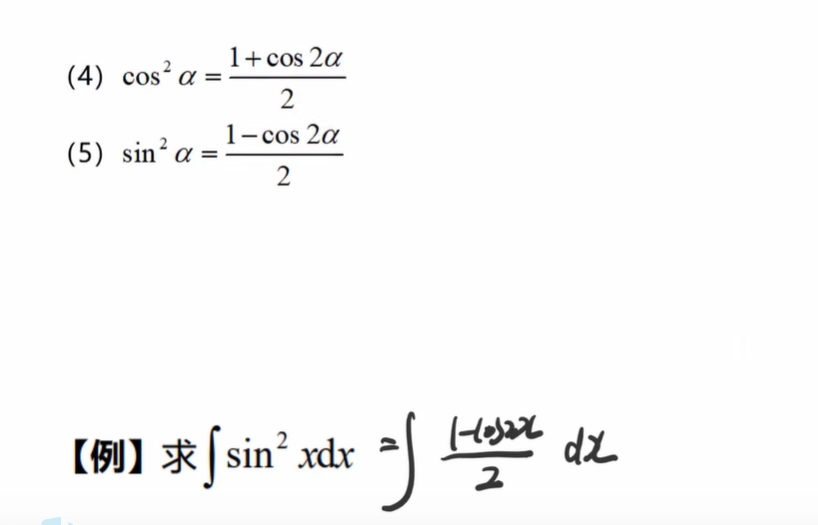 (4) cos² α = (1+cos 2α)/2
(5) sin² α = (1−cos 2α)/2
【例】求∫sin² xdx = ∫ (1-cos2x)/2 dx